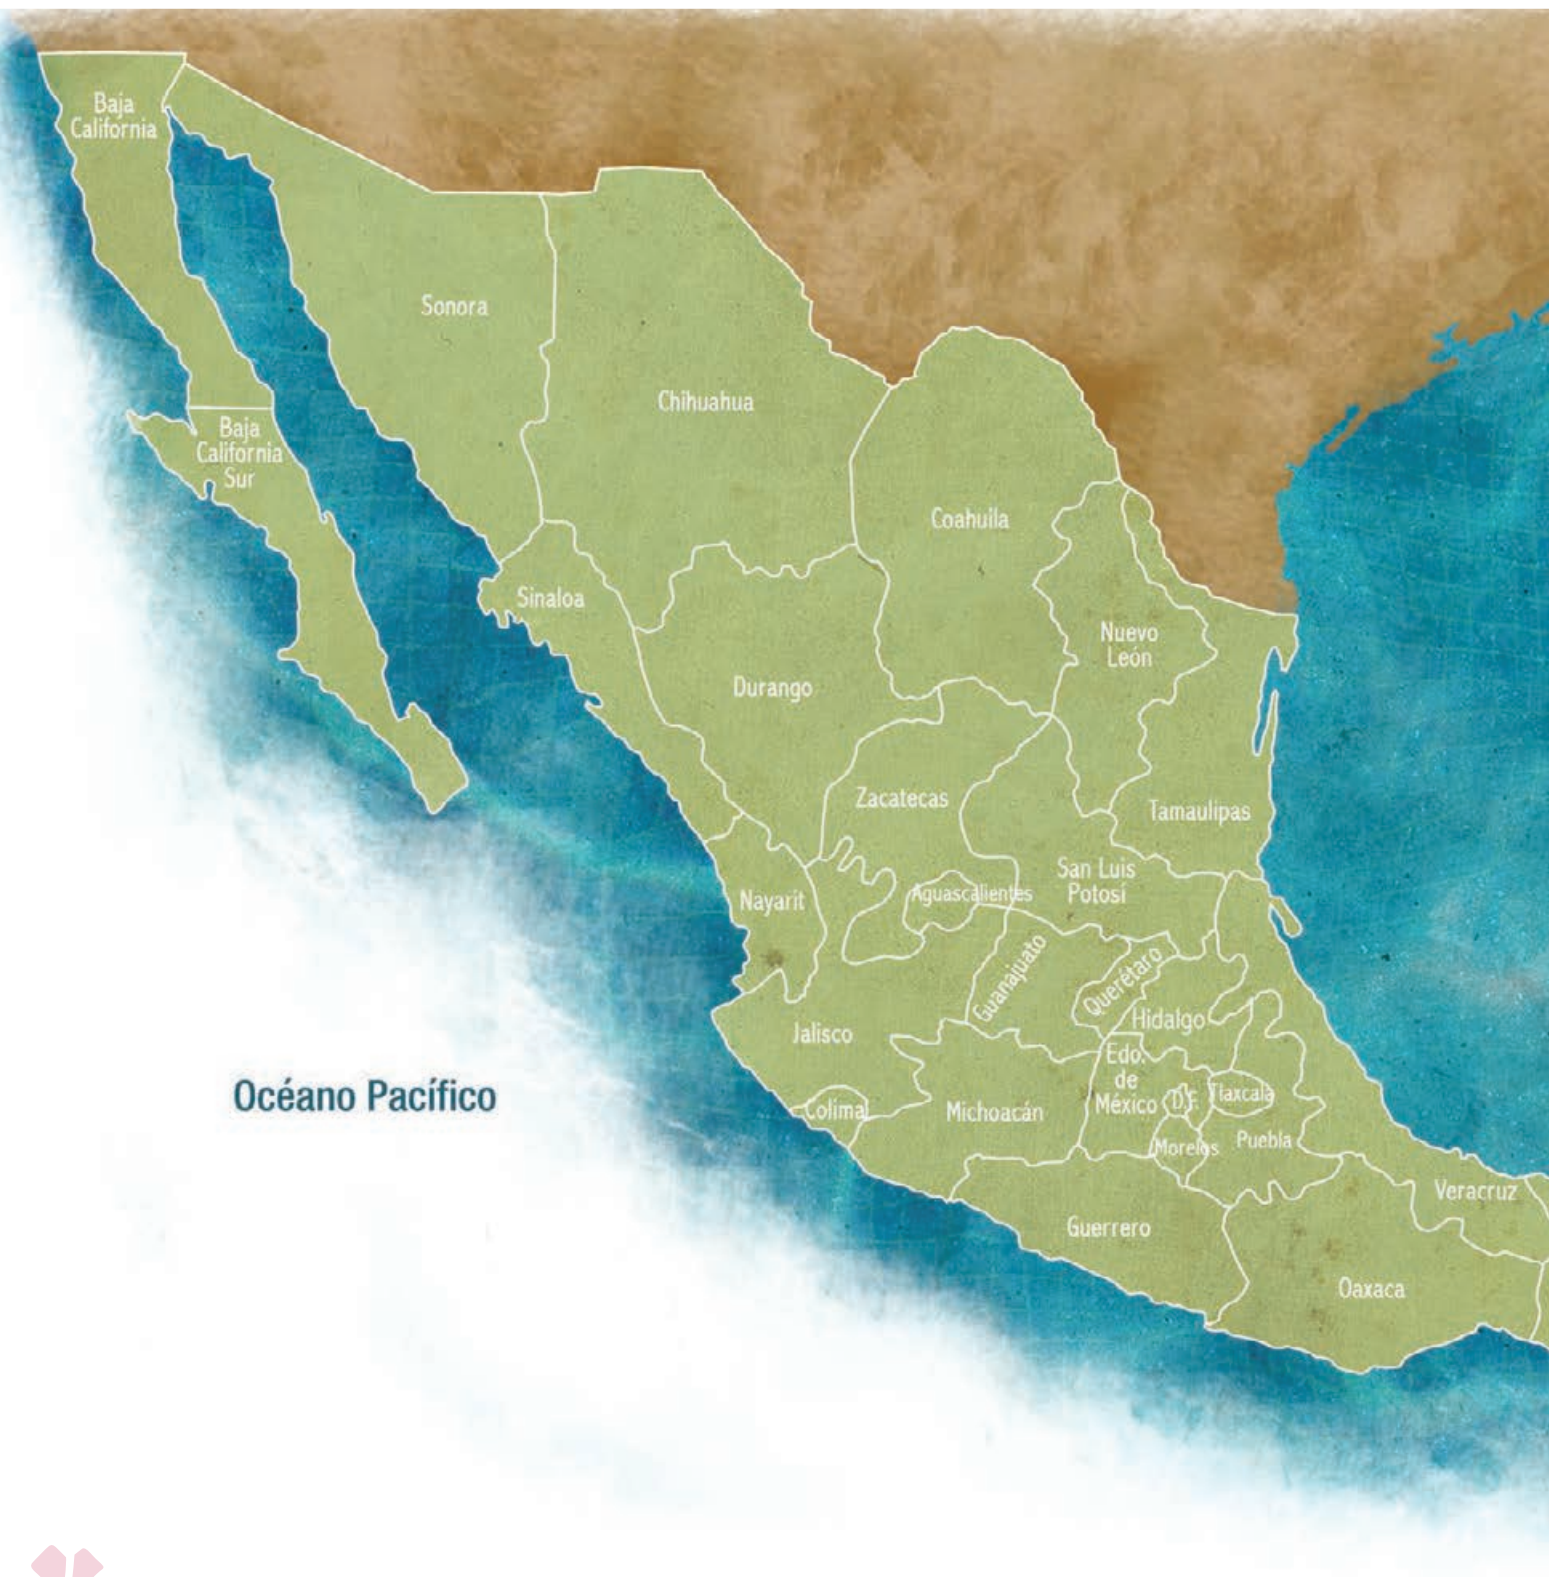 Baja
California
Sonora
Chihuahua
Baja
California
Sur
Coahuila
Sinaloa
Nuevo
León
Durango
Zacatecas
Tamaulipas
San Luis
Potosí
Aguascalientes
Nayarit
Guanajuato
Querétaro
Hidalgo
Jalisco
Edo.
de
México
D.F.
Tlaxcala
Colima
Michoacán
Océano Pacífico
Morelos
Puebla
Veracruz
Guerrero
Oaxaca